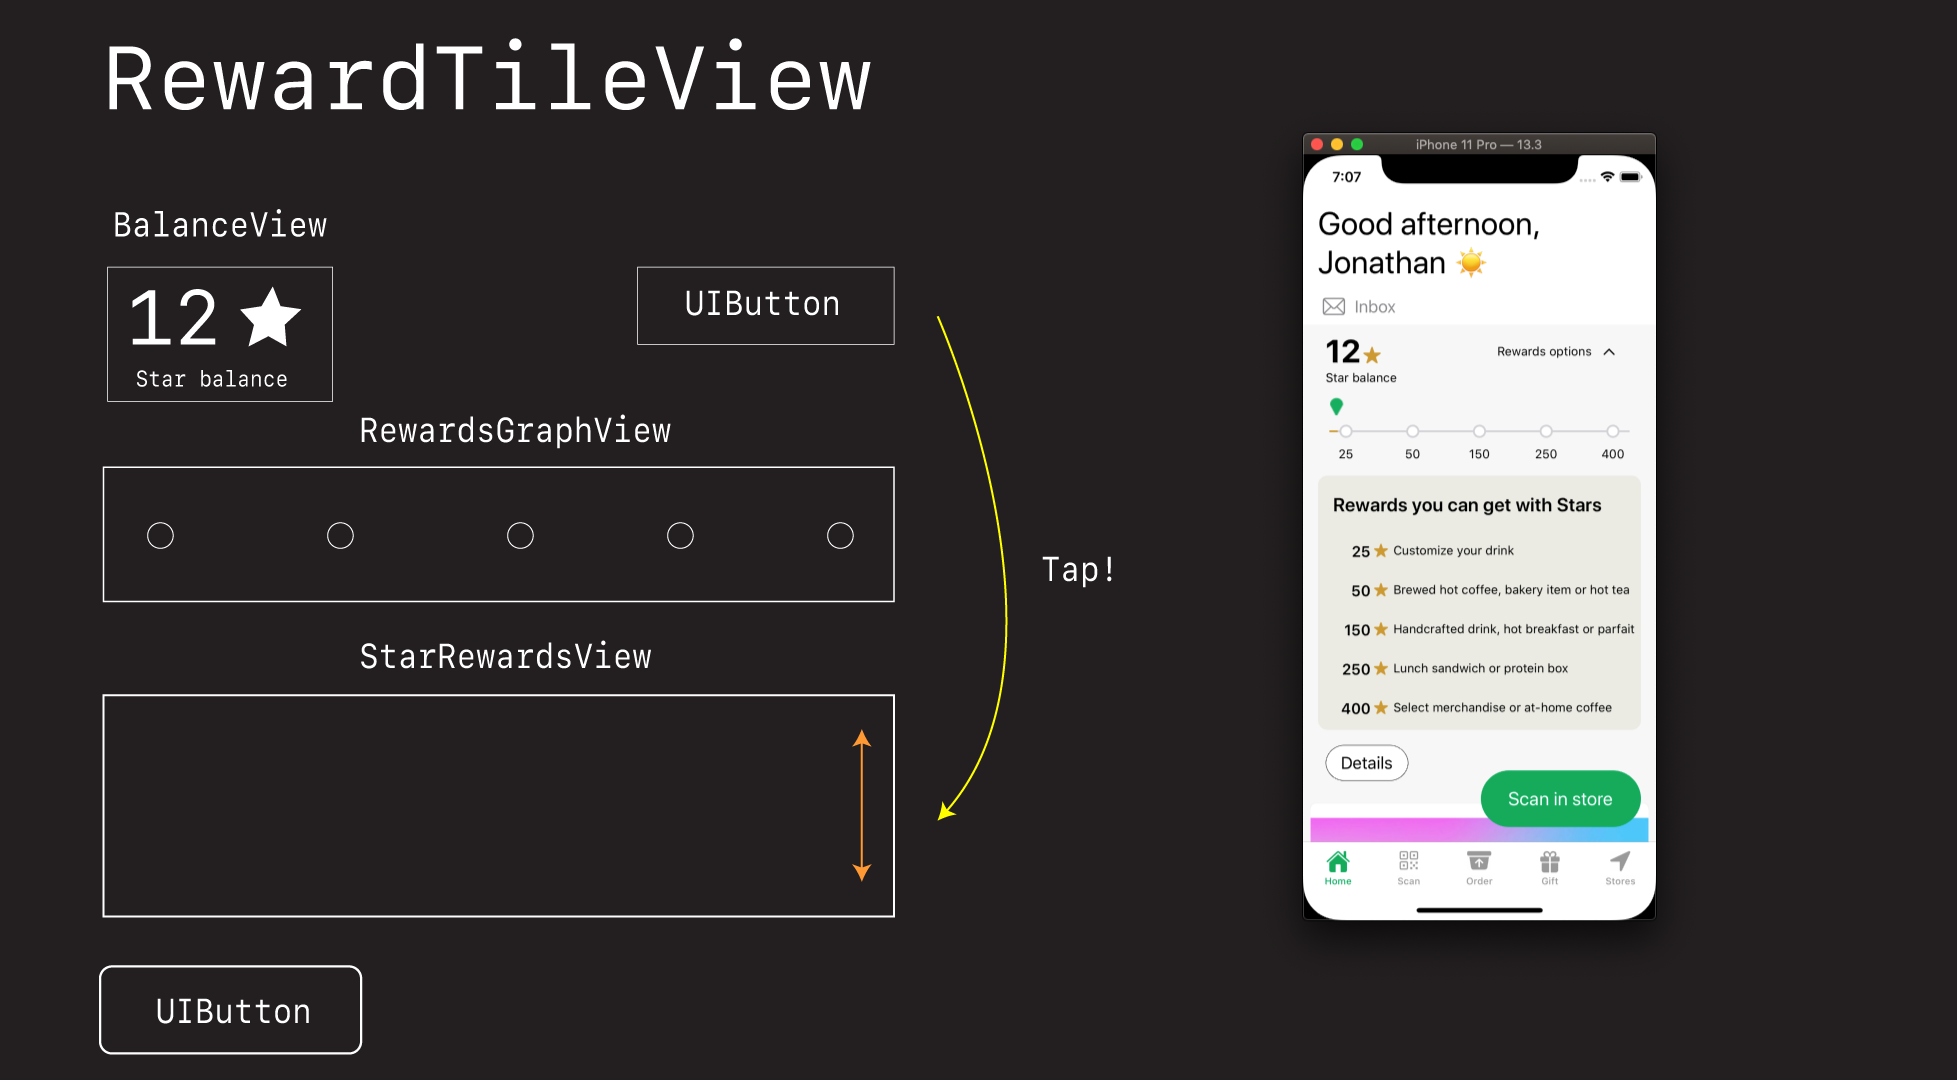 RewardTileView
BalanceView
12
Star balance
UIButton
RewardsGraphView
StarRewardsView
Tap!
UIButton
iPhone 11 Pro — 13.3
7:07
Good afternoon,
Jonathan
Inbox
12
Rewards options
Star balance
25 50 150 250 400
Rewards you can get with Stars
25 Customize your drink
50 Brewed hot coffee, bakery item or hot tea
150 Handcrafted drink, hot breakfast or parfait
250 Lunch sandwich or protein box
400 Select merchandise or at-home coffee
Details
Scan in store
Home Scan Order Gift Stores